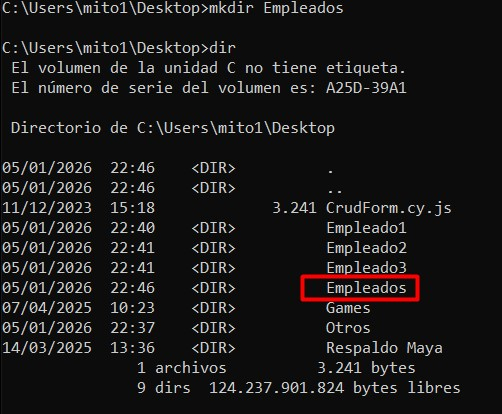 C:\Users\mito1\Desktop>mkdir Empleados
C:\Users\mito1\Desktop>dir
El volumen de la unidad C no tiene etiqueta.
El número de serie del volumen es: A25D-39A1
Directorio de C:\Users\mito1\Desktop
05/01/2026  22:46    <DIR>          .
05/01/2026  22:46    <DIR>          ..
11/12/2023  15:18             3.241 CrudForm.cy.js
05/01/2026  22:40    <DIR>          Empleado1
05/01/2026  22:41    <DIR>          Empleado2
05/01/2026  22:41    <DIR>          Empleado3
05/01/2026  22:46    <DIR>          Empleados
07/04/2025  10:23    <DIR>          Games
05/01/2026  22:37    <DIR>          Otros
14/03/2025  13:36    <DIR>          Respaldo Maya
1 archivos          3.241 bytes
9 dirs  124.237.901.824 bytes libres